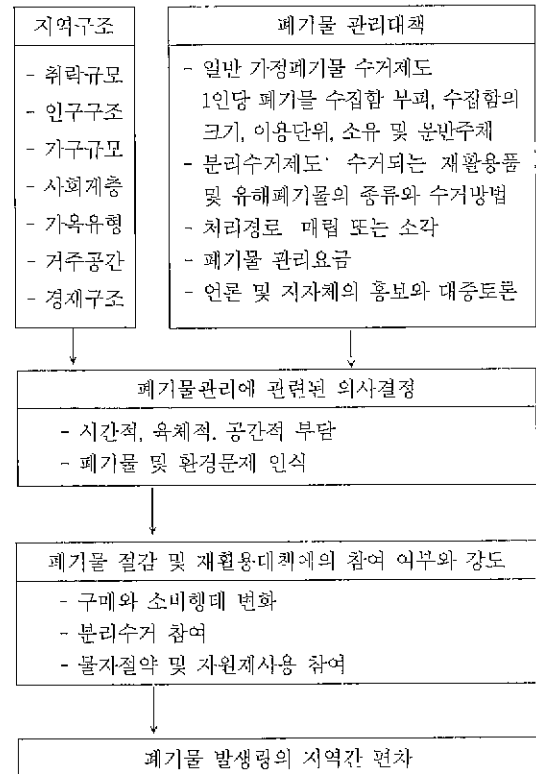 지역구조
- 취락규모
- 인구구조
- 가구규모
- 사회계층
- 가옥유형
- 거주공간
- 경제구조
폐기물 관리대책
- 일반 가정폐기물 수거제도
1인당 폐기물 수집함 부피, 수집함의
크기, 이용단위, 소유 및 운반주체
- 분리수거제도· 수거되는 재활용품
및 유해폐기물의 종류와 수거방법
- 처리경로 매립 또는 소각
- 폐기물 관리요금
- 언론 및 지자체의 홍보와 대중토론
폐기물관리에 관련된 의사결정
- 시간적, 육체적. 공간적 부담
- 폐기물 및 환경문제 인식
폐기물 절감 및 재활용대책에의 참여 여부와 강도
- 구매와 소비행태 변화
- 분리수거 참여
- 물자절약 및 자원재사용 참여
폐기물 발생량의 지역간 편차